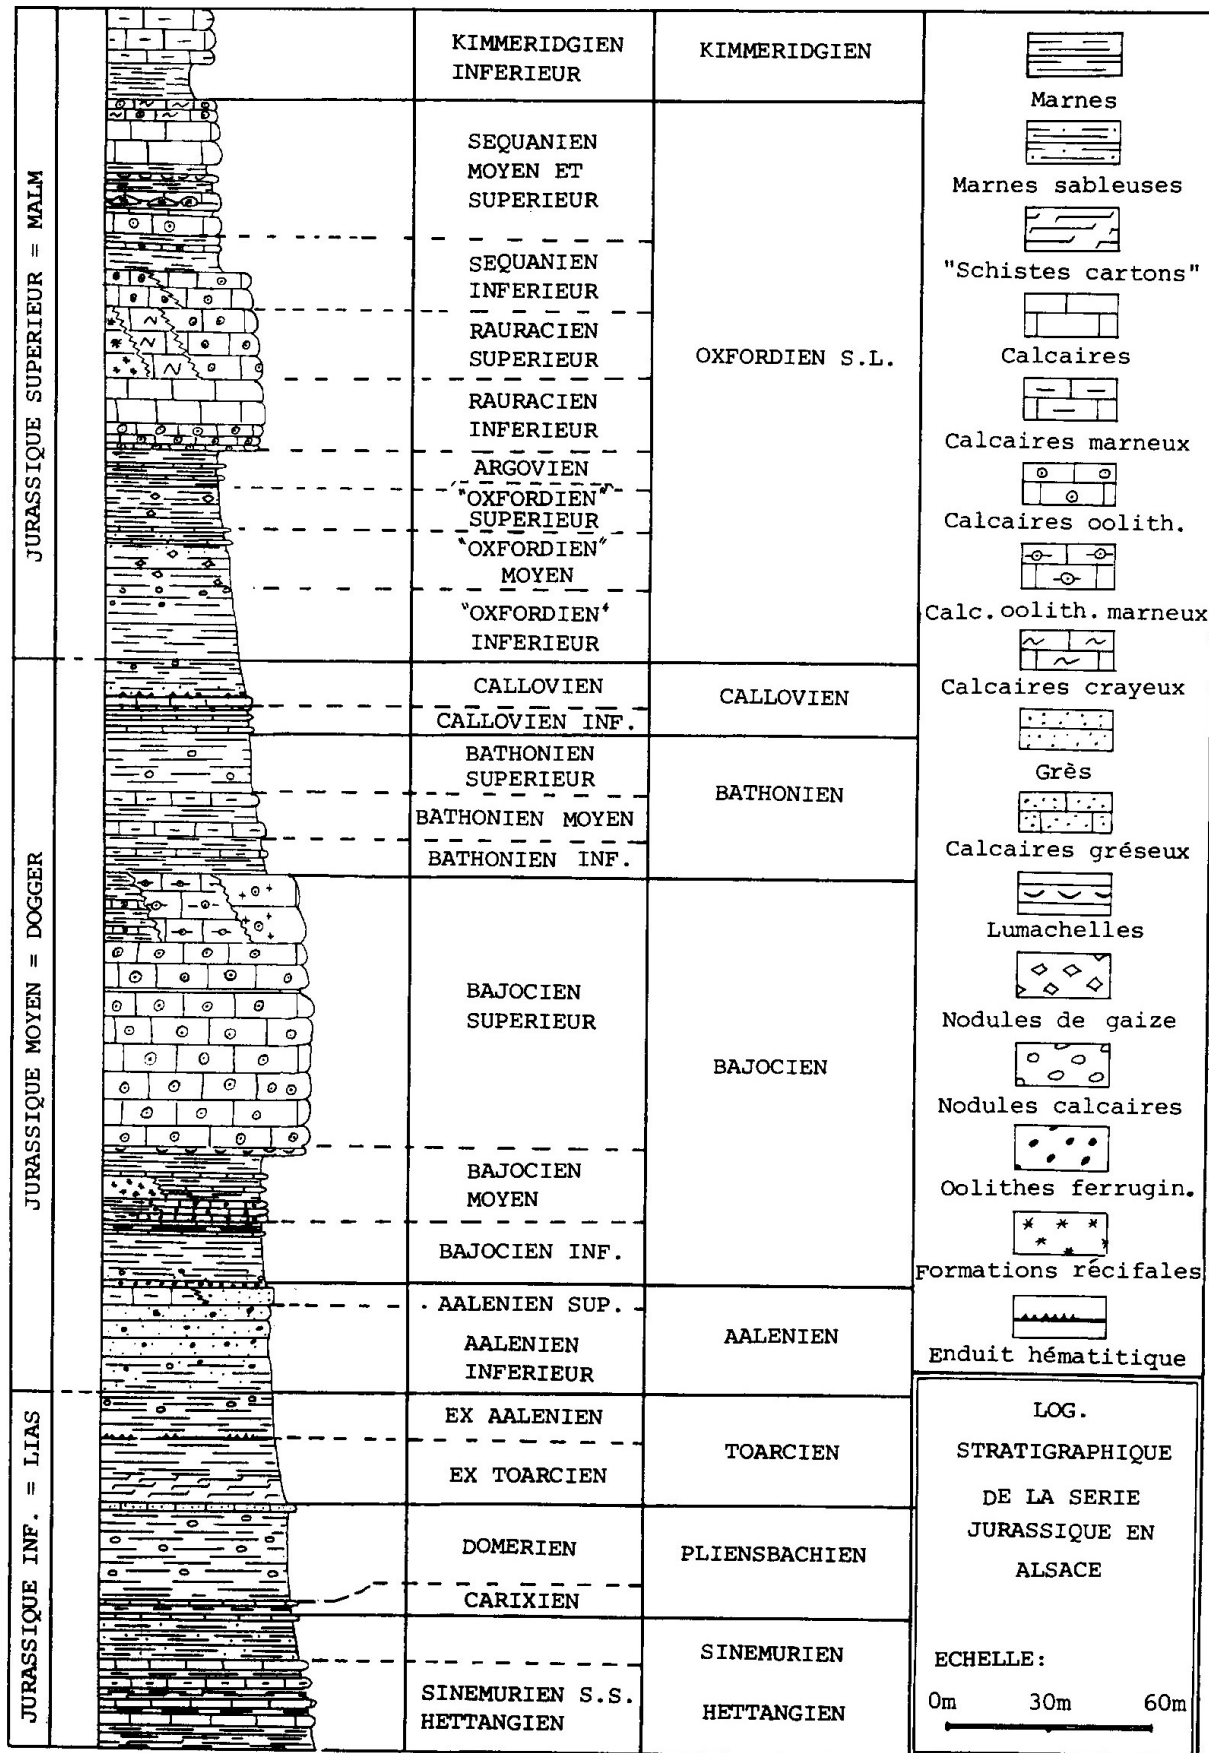 JURASSIQUE SUPERIEUR = MALM
JURASSIQUE MOYEN = DOGGER
JURASSIQUE INF. = LIAS
KIMMERIDGIEN
INFERIEUR
SEQUANIEN
MOYEN ET
SUPERIEUR
SEQUANIEN
INFERIEUR
RAURACIEN
SUPERIEUR
RAURACIEN
INFERIEUR
ARGOVIEN
"OXFORDIEN"
SUPERIEUR
"OXFORDIEN"
MOYEN
"OXFORDIEN"
INFERIEUR
CALLOVIEN
CALLOVIEN INF.
BATHONIEN
SUPERIEUR
BATHONIEN MOYEN
BATHONIEN INF.
BAJOCIEN
SUPERIEUR
BAJOCIEN
MOYEN
BAJOCIEN INF.
AALENIEN SUP.
AALENIEN
INFERIEUR
EX AALENIEN
EX TOARCIEN
DOMERIEN
CARIXIEN
SINEMURIEN S.S.
HETTANGIEN
KIMMERIDGIEN
OXFORDIEN S.L.
CALLOVIEN
BATHONIEN
BAJOCIEN
AALENIEN
TOARCIEN
PLIENSBACHIEN
SINEMURIEN
HETTANGIEN
Marnes
Marnes sableuses
"Schistes cartons"
Calcaires
Calcaires marneux
Calcaires oolith.
Calc. oolith. marneux
Calcaires crayeux
Grès
Calcaires gréseux
Lumachelles
Nodules de gaize
Nodules calcaires
Oolithes ferrugin.
Formations récifales
Enduit hématitique
LOG.
STRATIGRAPHIQUE
DE LA SERIE
JURASSIQUE EN
ALSACE
ECHELLE:
0m 30m 60m